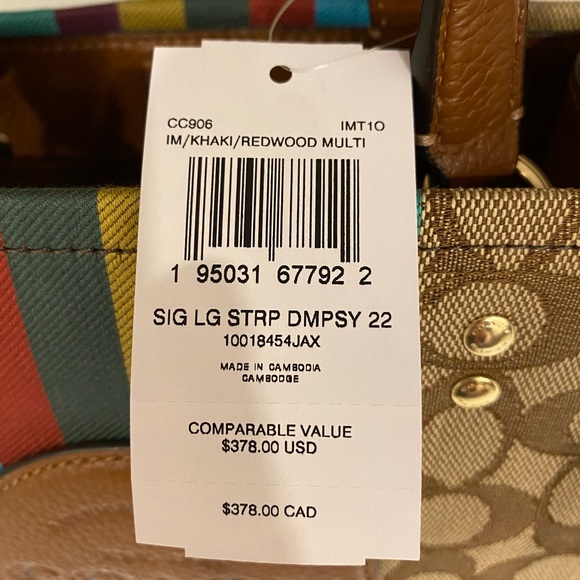 CC906 IMT1O
IM/KHAKI/REDWOOD MULTI
1 95031 67792 2
SIG LG STRP DMPSY 22
10018454JAX
MADE IN CAMBODIA
CAMBODGE
COMPARABLE VALUE
$378.00 USD
$378.00 CAD